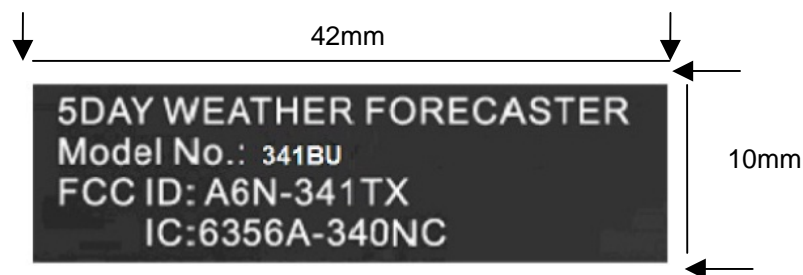 42mm
5DAY WEATHER FORECASTER
Model No.: 341BU
FCC ID: A6N-341TX
IC:6356A-340NC
10mm